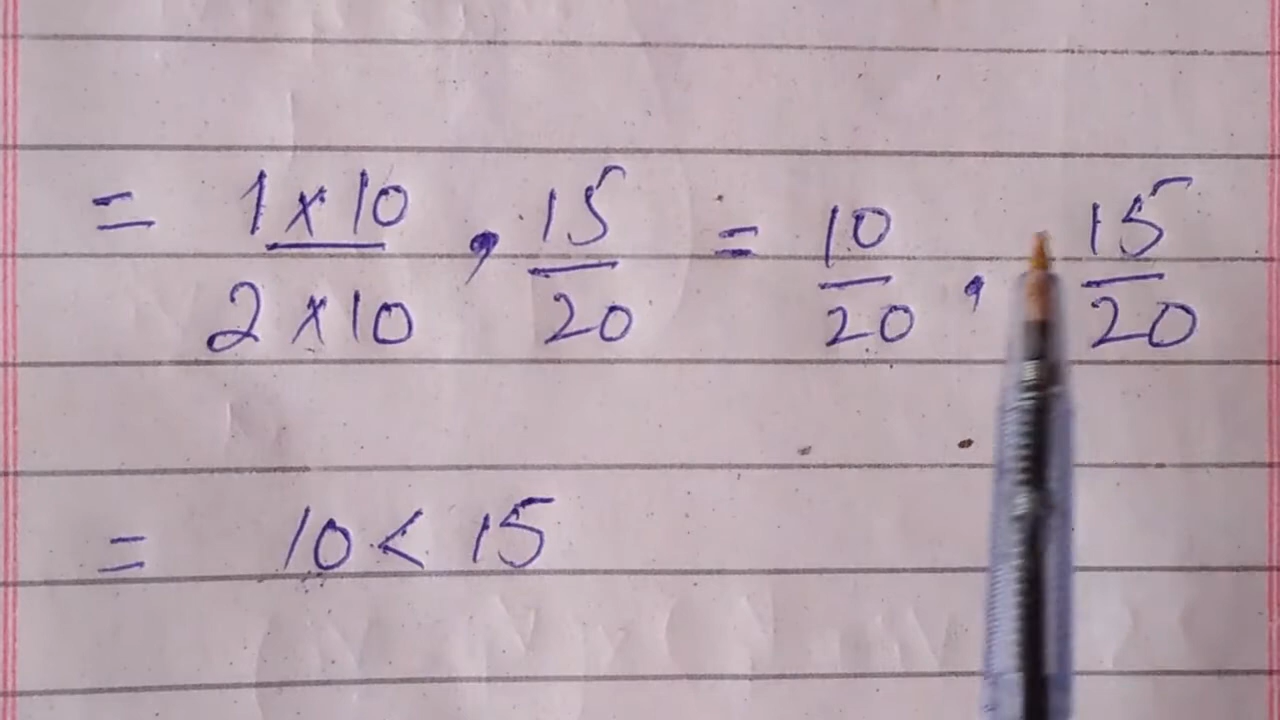 = 1 x 10 / 2 x 10 , 15 / 20 = 10 / 20 , 15 / 20
= 10 < 15